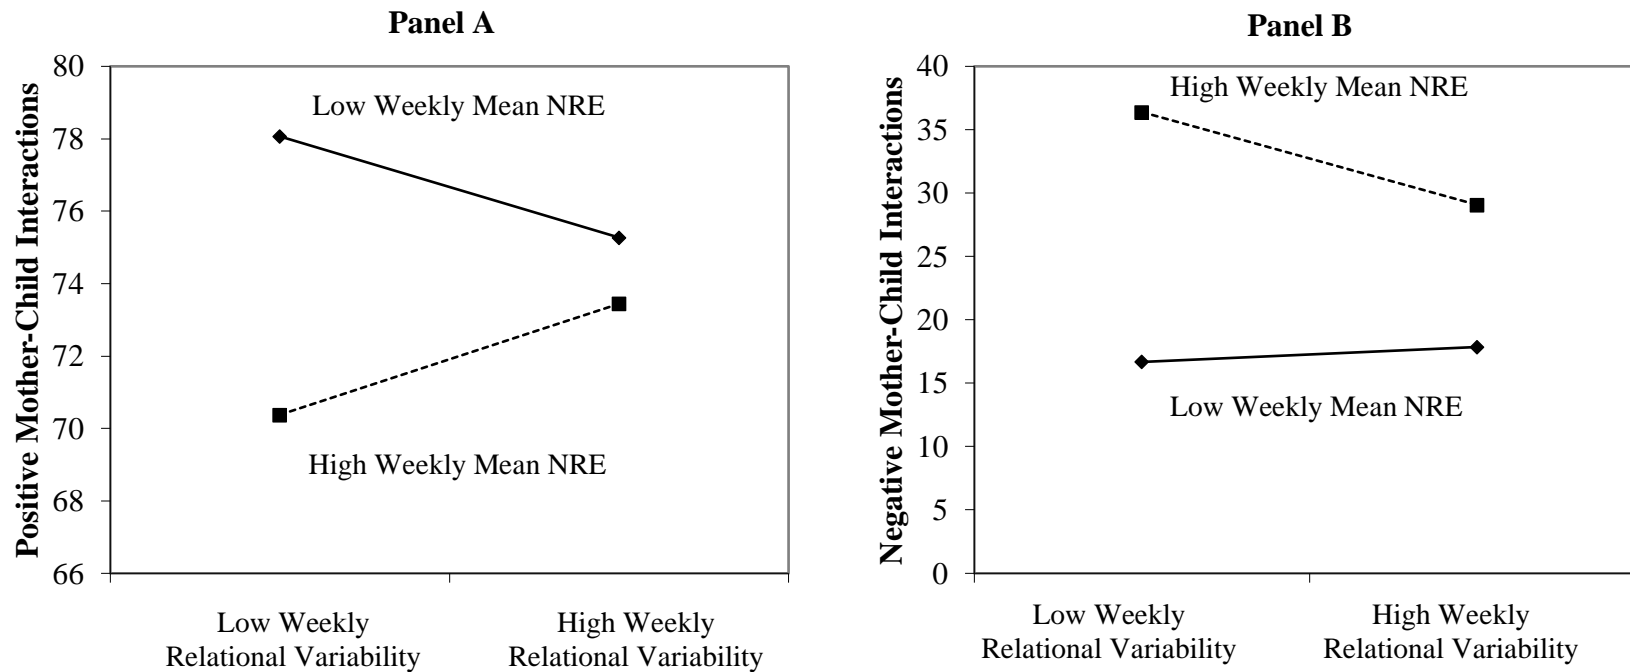 Panel A
Positive Mother-Child Interactions
80
78
76
74
72
70
68
66
Low Weekly Mean NRE
High Weekly Mean NRE
Low Weekly
Relational Variability
High Weekly
Relational Variability
Panel B
Negative Mother-Child Interactions
40
35
30
25
20
15
10
5
0
High Weekly Mean NRE
Low Weekly Mean NRE
Low Weekly
Relational Variability
High Weekly
Relational Variability